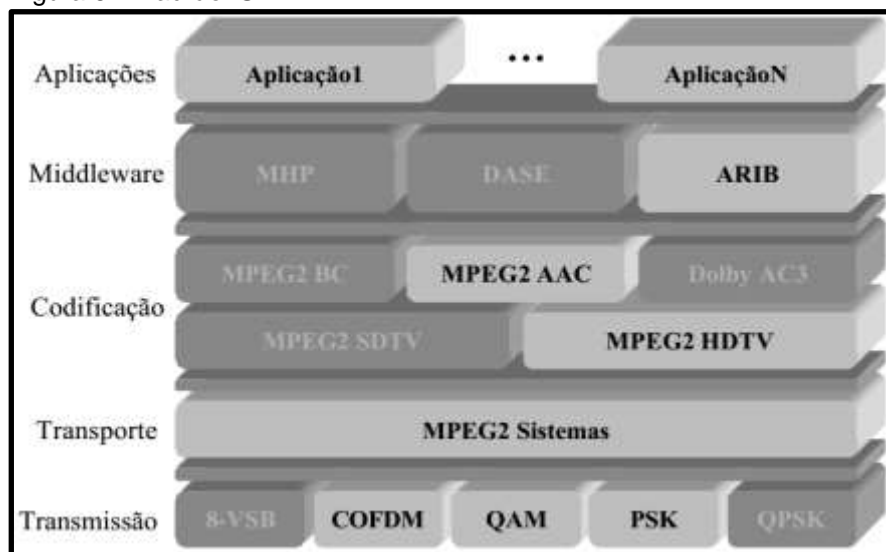 Aplicações Aplicação1 ... AplicaçãoN
Middleware MHP DASE ARIB
MPEG2 BC MPEG2 AAC Dolby AC3
Codificação
MPEG2 SDTV MPEG2 HDTV
Transporte MPEG2 Sistemas
Transmissão 8-VSB COFDM QAM PSK QPSK